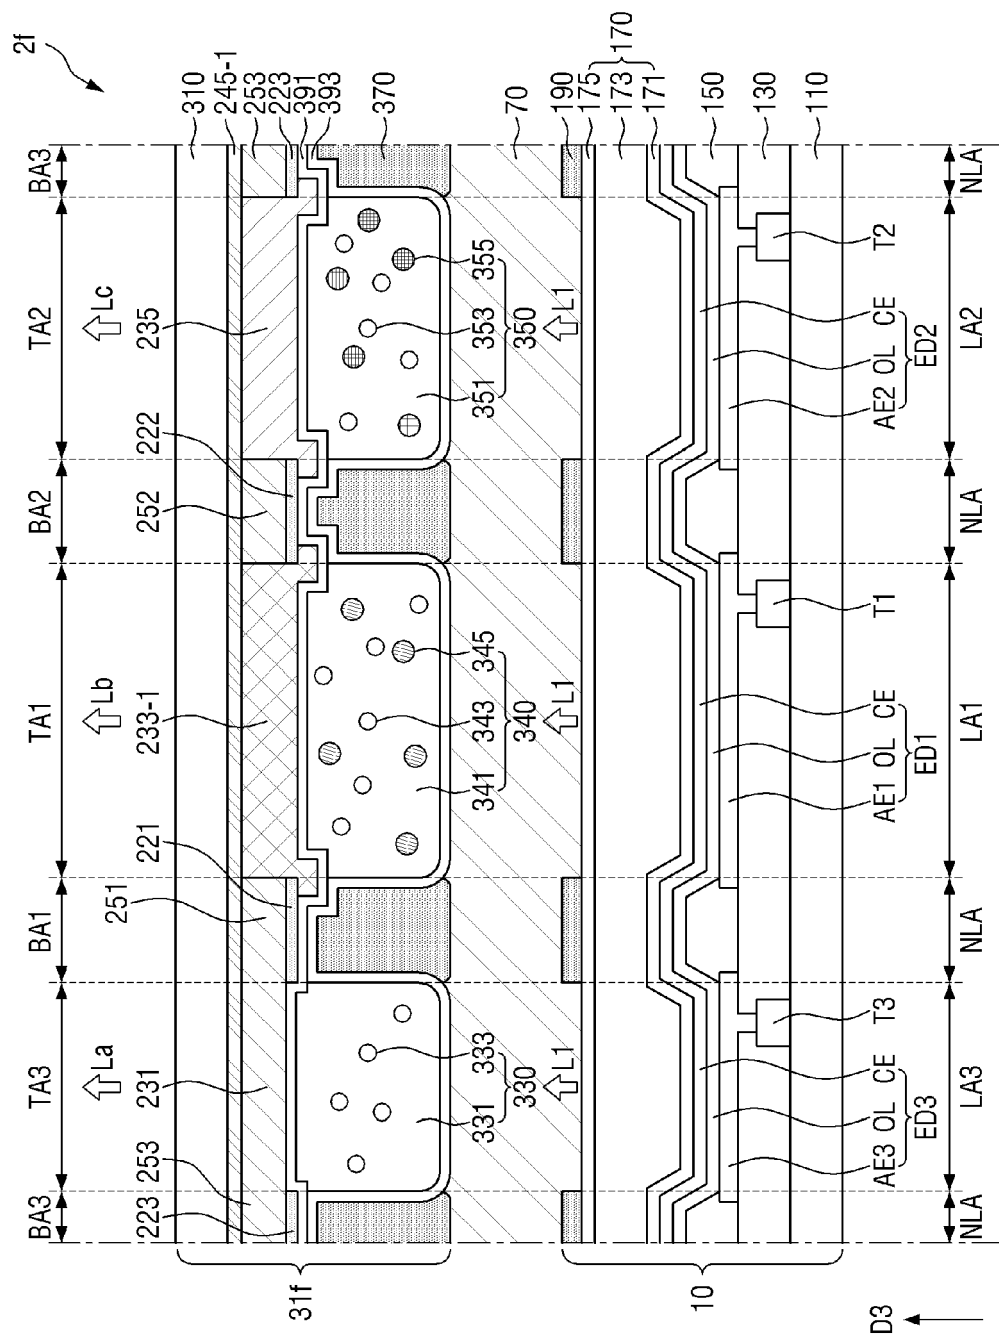 2f
BA3 TA3 BA1 TA1 BA2 TA2 BA3
La Lb Lc
223 253 231 251 221 233-1 252 222 235
310
245-1
253
223
391
393
370
70
190
175
173
171
170
150
130
110
31f
331 333
330
341 343 345
340
351 353 355
350
L1 L1 L1
10
AE3 OL CE T3
ED3
AE1 OL CE T1
ED1
AE2 OL CE T2
ED2
NLA LA3 NLA LA1 NLA LA2 NLA
D3